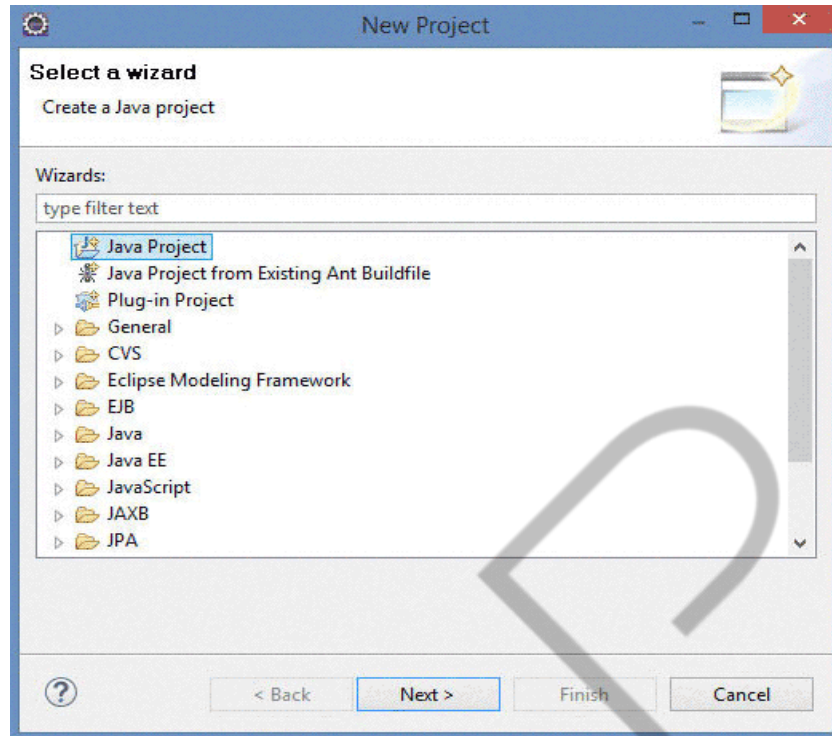 New Project
Select a wizard
Create a Java project
Wizards:
type filter text
Java Project
Java Project from Existing Ant Buildfile
Plug-in Project
General
CVS
Eclipse Modeling Framework
EJB
Java
Java EE
JavaScript
JAXB
JPA
? < Back Next > Finish Cancel